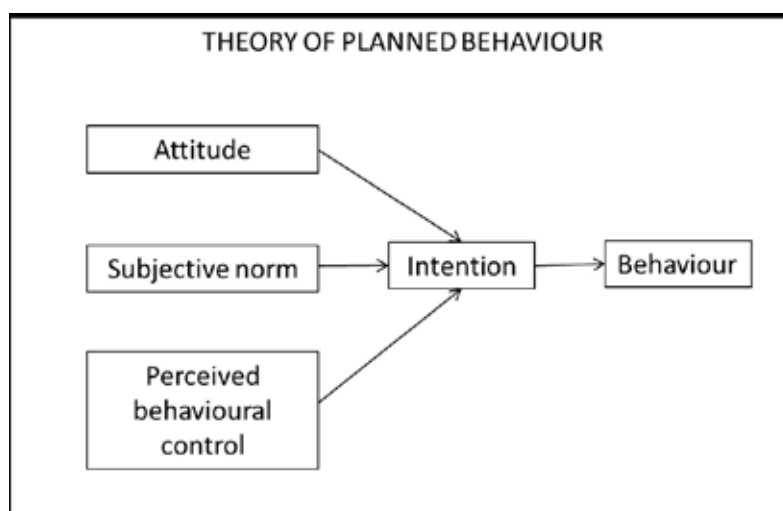 THEORY OF PLANNED BEHAVIOUR
Attitude
Subjective norm
Intention
Behaviour
Perceived
behavioural
control